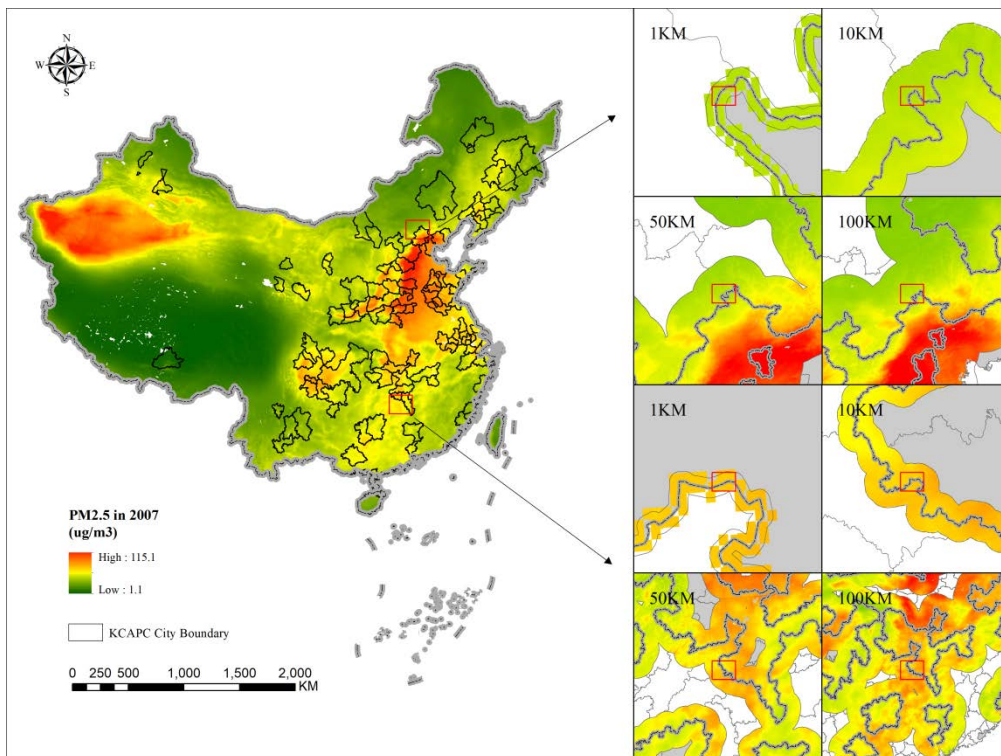 N
W E
S
1KM
10KM
50KM
100KM
1KM
10KM
50KM
100KM
PM2.5 in 2007
(ug/m3)
High : 115.1
Low : 1.1
KCAPC City Boundary
0 250 500 1,000 1,500 2,000
KM